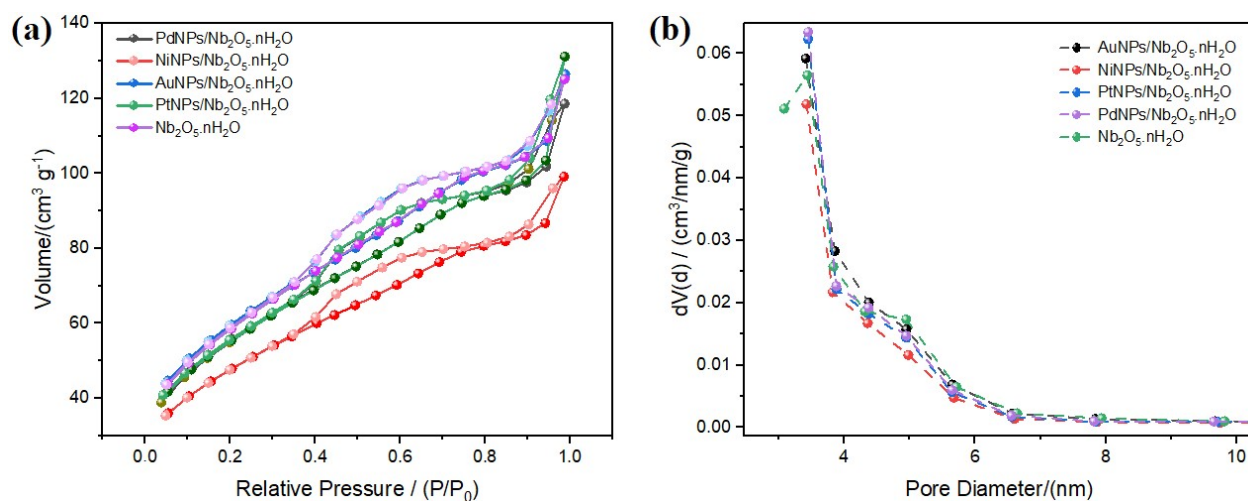 (a)
140
120
100
80
60
40
Volume/(cm³ g⁻¹)
PdNPs/Nb₂O₅.nH₂O
NiNPs/Nb₂O₅.nH₂O
AuNPs/Nb₂O₅.nH₂O
PtNPs/Nb₂O₅.nH₂O
Nb₂O₅.nH₂O
0.0 0.2 0.4 0.6 0.8 1.0
Relative Pressure / (P/P₀)
(b)
0.06
0.05
0.04
0.03
0.02
0.01
0.00
dV(d) / (cm³/nm/g)
AuNPs/Nb₂O₅.nH₂O
NiNPs/Nb₂O₅.nH₂O
PtNPs/Nb₂O₅.nH₂O
PdNPs/Nb₂O₅.nH₂O
Nb₂O₅.nH₂O
4 6 8 10
Pore Diameter/(nm)